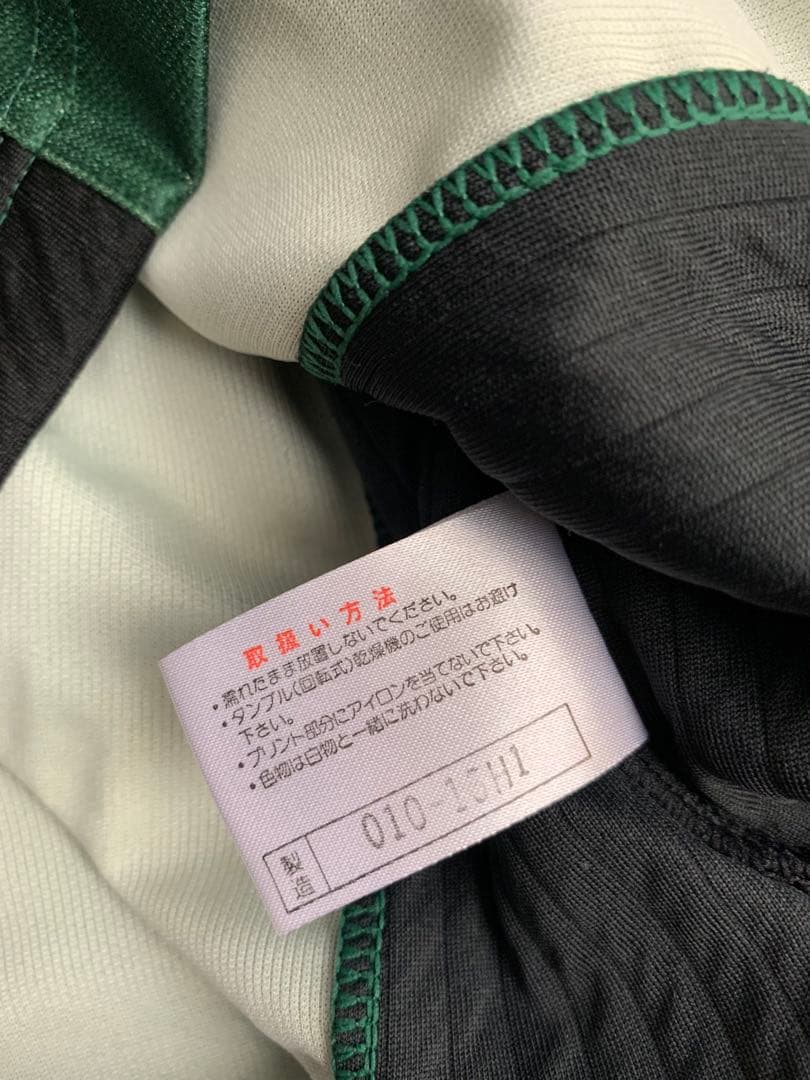 取扱い方法
・濡れたまま放置しないでください。
・タンブル(回転式)乾燥機のご使用はお避け
下さい。
・プリント部分にアイロンを当てないで下さい。
・色物は白物と一緒に洗わないで下さい。
製造